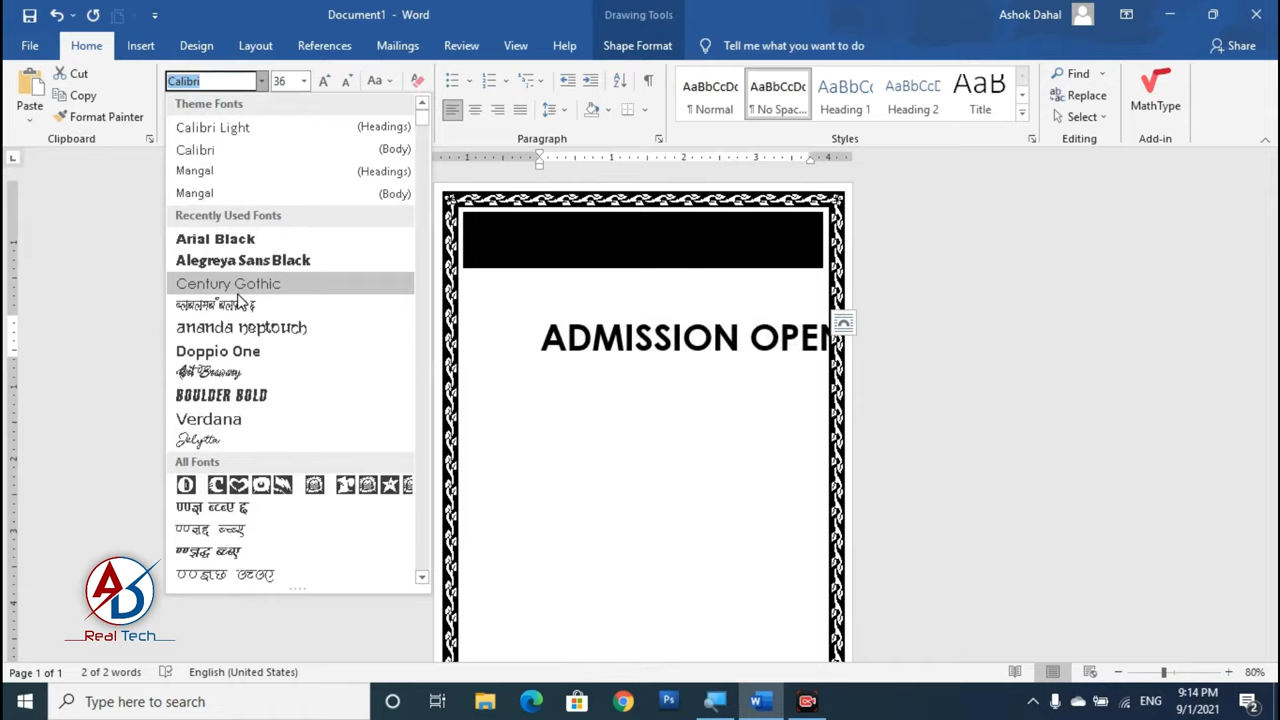 Document1 - Word
Drawing Tools
Ashok Dahal
File
Home
Insert
Design
Layout
References
Mailings
Review
View
Help
Shape Format
Tell me what you want to do
Share
Paste
Cut
Copy
Format Painter
Clipboard
Calibri
36
Aa
Paragraph
AaBbCcDc
¶ Normal
AaBbCcDc
¶ No Spac...
AaBbCcD
Heading 1
AaBbCcD
Heading 2
AaB
Title
Styles
Find
Replace
Select
Editing
MathType
Add-in
Theme Fonts
Calibri Light (Headings)
Calibri (Body)
Mangal (Headings)
Mangal (Body)
Recently Used Fonts
Arial Black
Alegreya Sans Black
Century Gothic
ananda neptouch
Doppio One
BOULDER BOLD
Verdana
Jelytta
All Fonts
ADMISSION OPEN
Real Tech
Page 1 of 1
2 of 2 words
English (United States)
80%
Type here to search
ENG
9:14 PM
9/1/2021
2